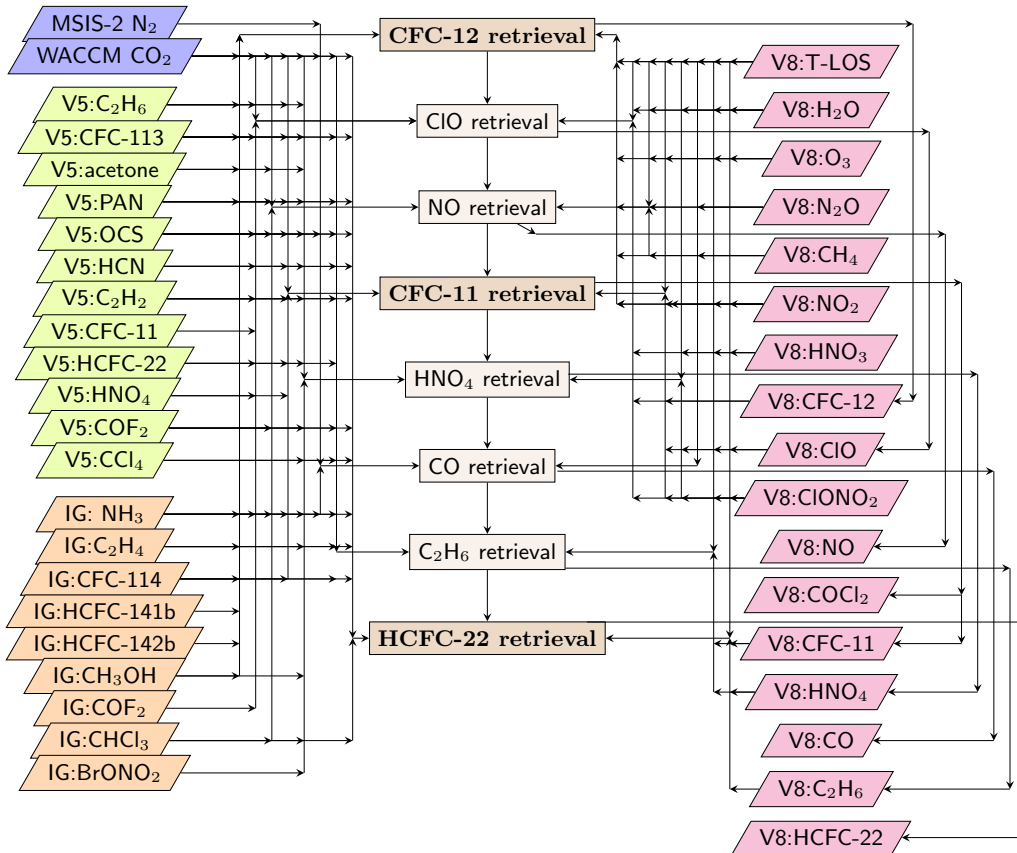 MSIS-2 N₂
WACCM CO₂
V5:C₂H₆
V5:CFC-113
V5:acetone
V5:PAN
V5:OCS
V5:HCN
V5:C₂H₂
V5:CFC-11
V5:HCFC-22
V5:HNO₄
V5:COF₂
V5:CCl₄
IG: NH₃
IG:C₂H₄
IG:CFC-114
IG:HCFC-141b
IG:HCFC-142b
IG:CH₃OH
IG:COF₂
IG:CHCl₃
IG:BrONO₂
CFC-12 retrieval
ClO retrieval
NO retrieval
CFC-11 retrieval
HNO₄ retrieval
CO retrieval
C₂H₆ retrieval
HCFC-22 retrieval
V8:T-LOS
V8:H₂O
V8:O₃
V8:N₂O
V8:CH₄
V8:NO₂
V8:HNO₃
V8:CFC-12
V8:ClO
V8:ClONO₂
V8:NO
V8:COCl₂
V8:CFC-11
V8:HNO₄
V8:CO
V8:C₂H₆
V8:HCFC-22